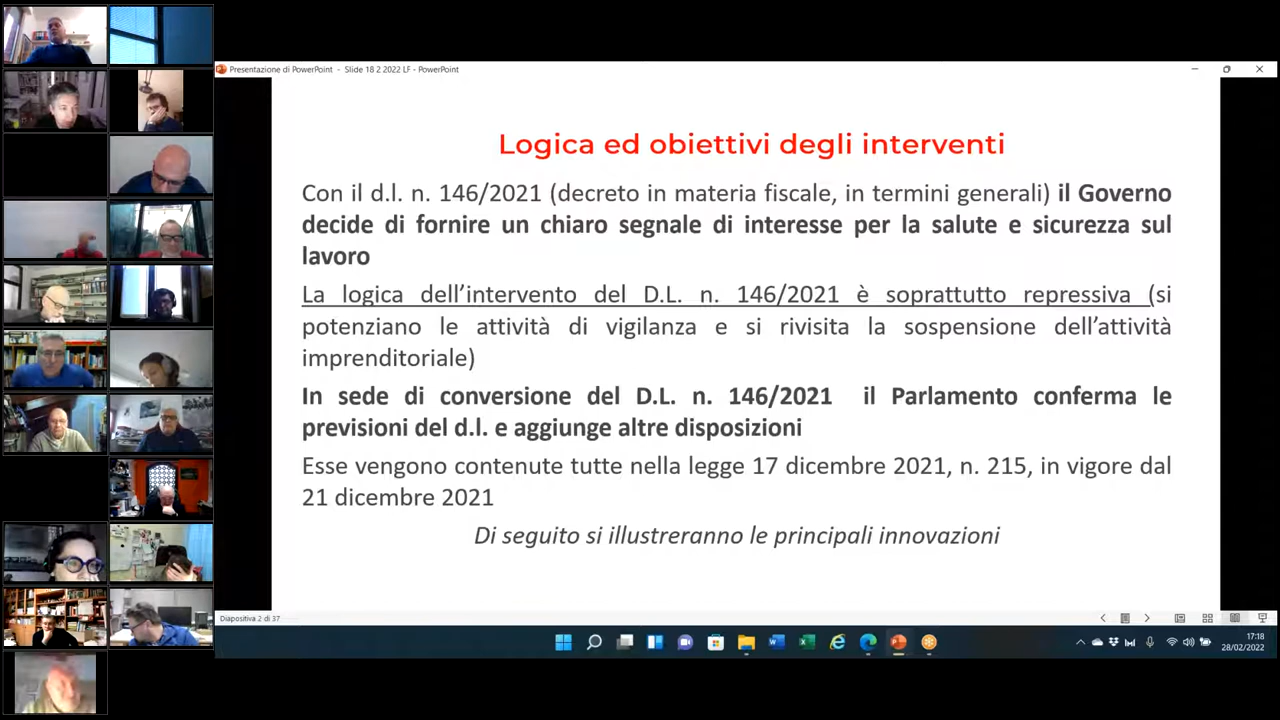 Presentazione di PowerPoint - Slide 18 2 2022 LF - PowerPoint
Logica ed obiettivi degli interventi
Con il d.l. n. 146/2021 (decreto in materia fiscale, in termini generali) il Governo
decide di fornire un chiaro segnale di interesse per la salute e sicurezza sul
lavoro
La logica dell'intervento del D.L. n. 146/2021 è soprattutto repressiva (si
potenziano le attività di vigilanza e si rivisita la sospensione dell'attività
imprenditoriale)
In sede di conversione del D.L. n. 146/2021 il Parlamento conferma le
previsioni del d.l. e aggiunge altre disposizioni
Esse vengono contenute tutte nella legge 17 dicembre 2021, n. 215, in vigore dal
21 dicembre 2021
Di seguito si illustreranno le principali innovazioni
Diapositiva 2 di 37
17:18
28/02/2022